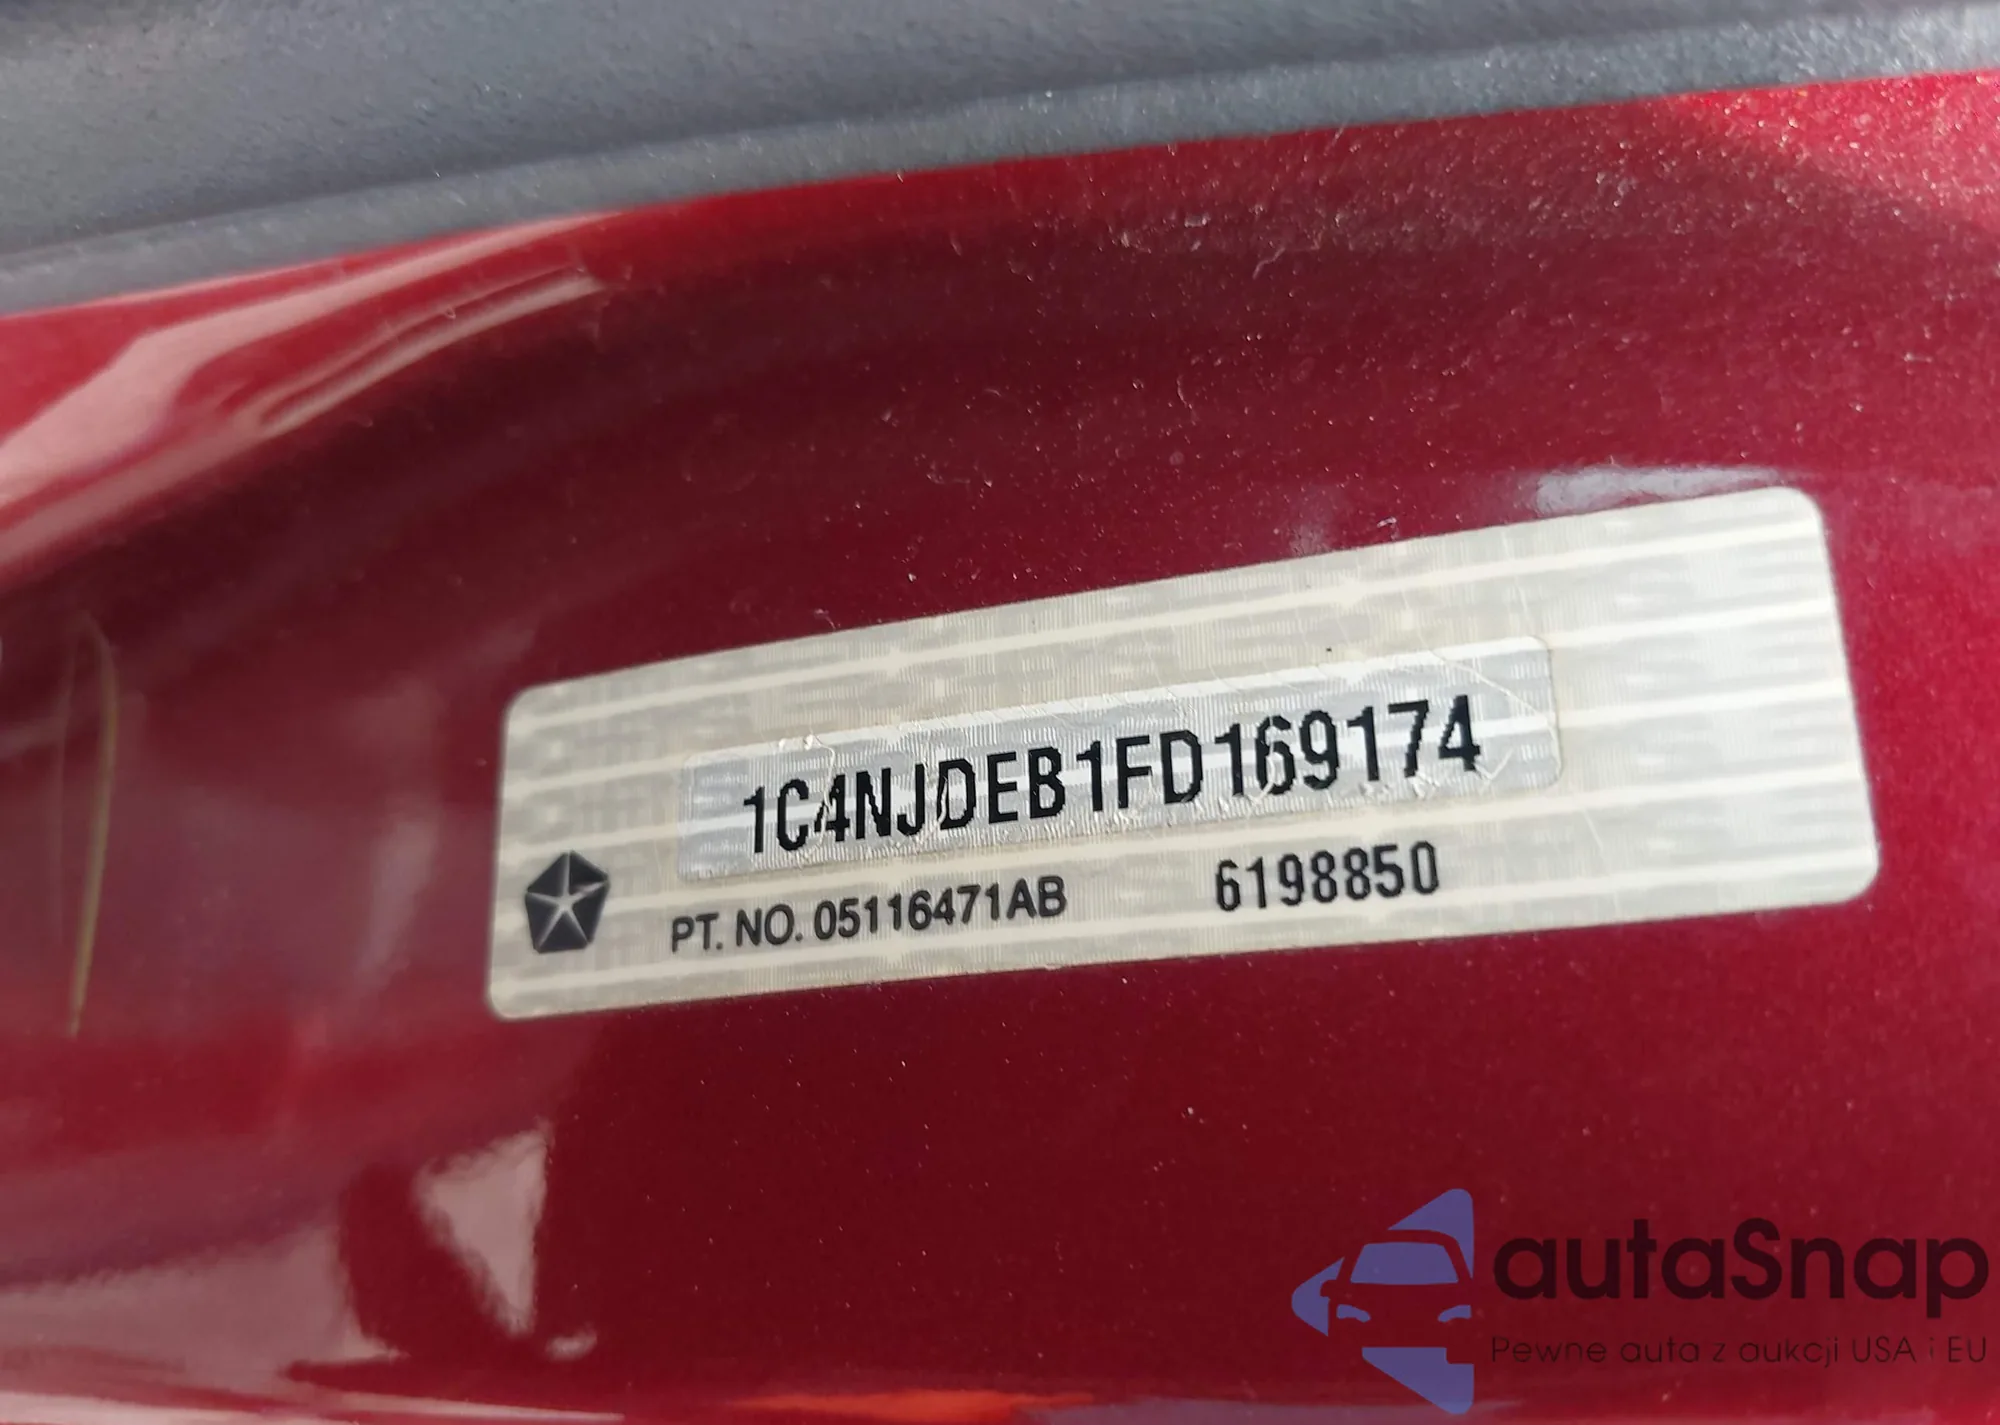 1C4NJDEB1FD169174
PT. NO. 05116471AB 6198850
autaSnap
Pewne auta z aukcji USA i EU